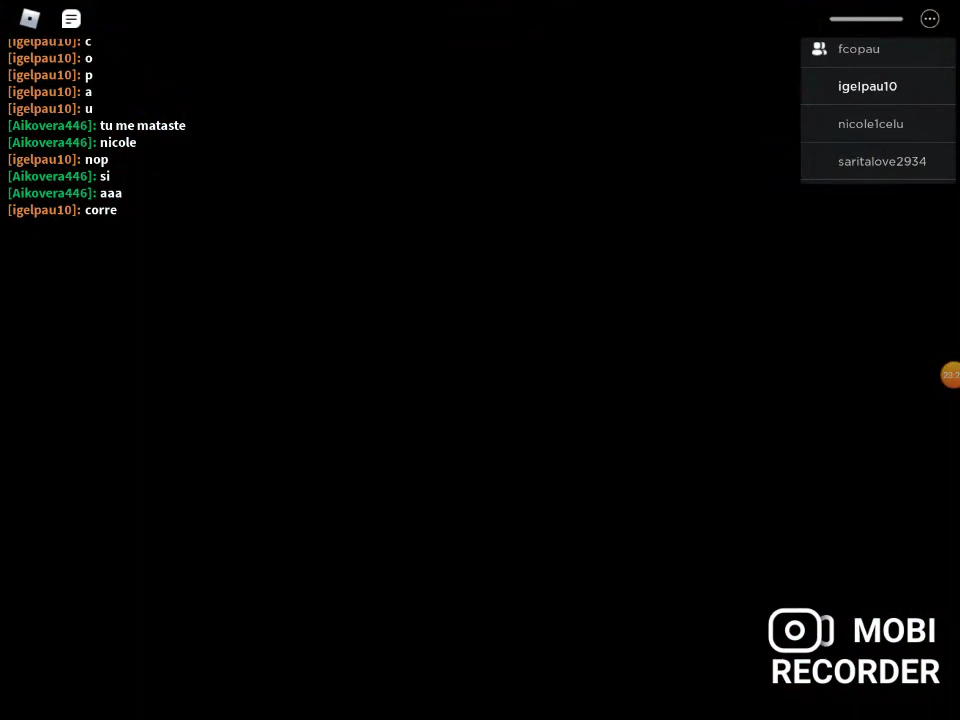 [igelpau10]: c
[igelpau10]: o
[igelpau10]: p
[igelpau10]: a
[igelpau10]: u
[Aikovera446]: tu me mataste
[Aikovera446]: nicole
[igelpau10]: nop
[Aikovera446]: si
[Aikovera446]: aaa
[igelpau10]: corre
fcopau
igelpau10
nicole1celu
saritalove2934
MOBI
RECORDER